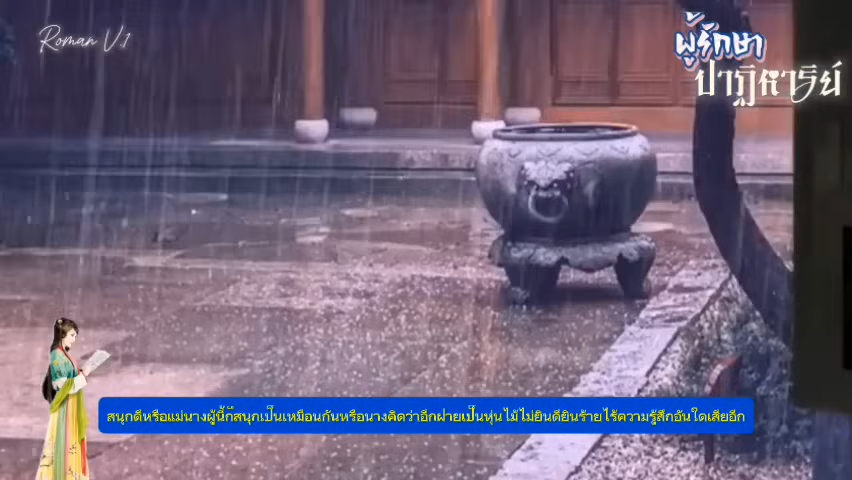 Roman V.1
ผู้รักษา
ปาฏิหาริย์
สนุกดีหรือแม่นางผู้นี้ก็สนุกเป็นเหมือนกันหรือนางคิดว่าอีกฝ่ายเป็นหุ่นไม้ไม่ยินดียินร้ายไร้ความรู้สึกอันใดเสียอีก